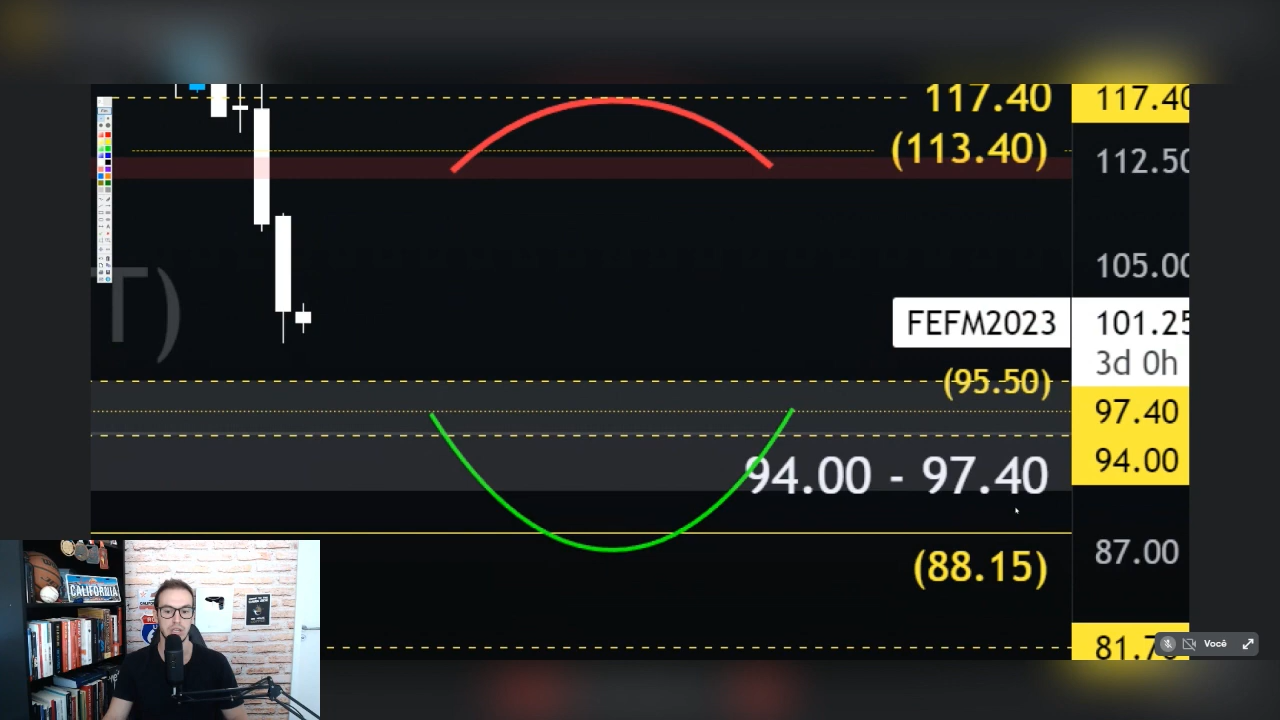 117.40
117.40
(113.40)
112.50
105.00
T)
FEFM2023
101.25
3d 0h
(95.50)
97.40
94.00
94.00 - 97.40
(88.15)
87.00
CALIFORNIA
Você